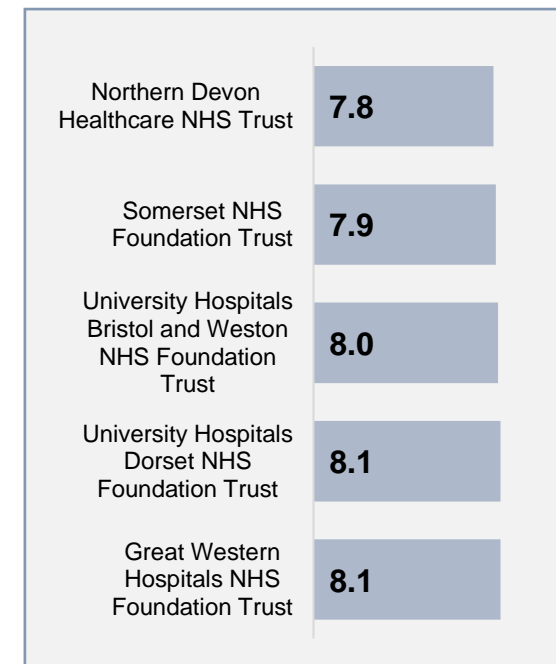 Northern Devon
Healthcare NHS Trust
7.8
Somerset NHS
Foundation Trust
7.9
University Hospitals
Bristol and Weston
NHS Foundation
Trust
8.0
University Hospitals
Dorset NHS
Foundation Trust
8.1
Great Western
Hospitals NHS
Foundation Trust
8.1